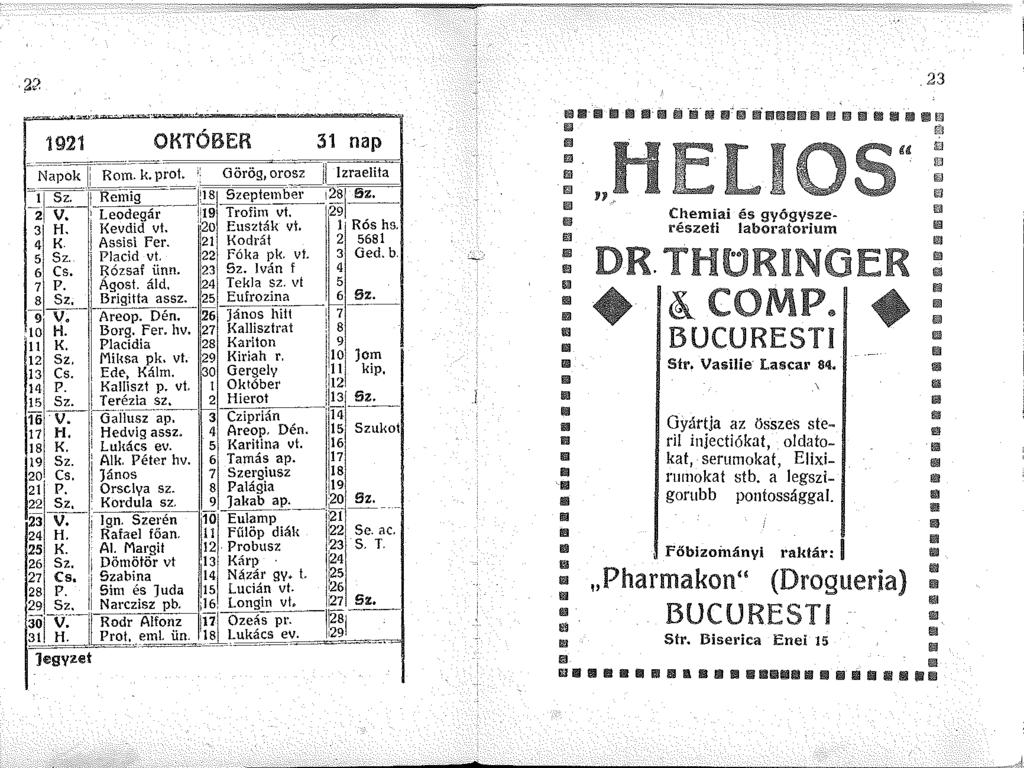 22
1921 OKTÓBER 31 nap
Napok Rom. k. prot. Görög, orosz Izraelita
1 Sz. Remig 18 Szeptember 28 Sz.
2 V. Leodegár 19 Trofim vt. 29
3 H. Kevdid vt. 20 Euszták vt. 1 Rós hs.
4 K. Assisi Fer. 21 Kodrát 2 5681
5 Sz. Placid vt. 22 Fóka pk. vt. 3 Ged. b.
6 Cs. Rózsaf ünn. 23 Sz. Iván f 4
7 P. Ágost. áld. 24 Tekla sz. vt 5
8 Sz. Brigitta assz. 25 Eufrozina 6 Sz.
9 V. Areop. Dén. 26 János hitt 7
10 H. Borg. Fer. hv. 27 Kallisztrat 8
11 K. Placidia 28 Kariton 9
12 Sz. Miksa pk. vt. 29 Kiriah r. 10 Jom
13 Cs. Ede, Kálm. 30 Gergely 11 kip.
14 P. Kalliszt p. vt. 1 Október 12
15 Sz. Terézia sz. 2 Hierot 13 Sz.
16 V. Gallusz ap. 3 Cziprián 14
17 H. Hedvig assz. 4 Areop. Dén. 15 Szukot
18 K. Lukács ev. 5 Karitina vt. 16
19 Sz. Alk. Péter hv. 6 Tamás ap. 17
20 Cs. János 7 Szergiusz 18
21 P. Orsclya sz. 8 Palágia 19
22 Sz. Kordula sz. 9 Jakab ap. 20 Sz.
23 V. Ign. Szerén 10 Eulamp 21
24 H. Rafael főan. 11 Fülöp diák 22 Se. ac.
25 K. Al. Margit 12 Probusz 23 S. T.
26 Sz. Dömötör vt 13 Kárp 24
27 Cs. Szabina 14 Názár gy. t. 25
28 P. Sim és Juda 15 Lucián vt. 26
29 Sz. Narczisz pb. 16 Longin vt. 27 Sz.
30 V. Rodr Alfonz 17 Ozeás pr. 28
31 H. Prot. eml. ün. 18 Lukács ev. 29
Jegyzet
23
„HELIOS“
Chemiai és gyógysze-
részeti laboratorium
DR. THÜRINGER
& COMP.
BUCURESTI
Str. Vasilie Lascar 84.
Gyártja az összes ste-
ril injectiókat, oldato-
kat, serumokat, Elixi-
rumokat stb. a legszi-
gorubb pontossággal.
Főbizományi raktár:
„Pharmakon“ (Drogueria)
BUCURESTI
Str. Biserica Enei 15